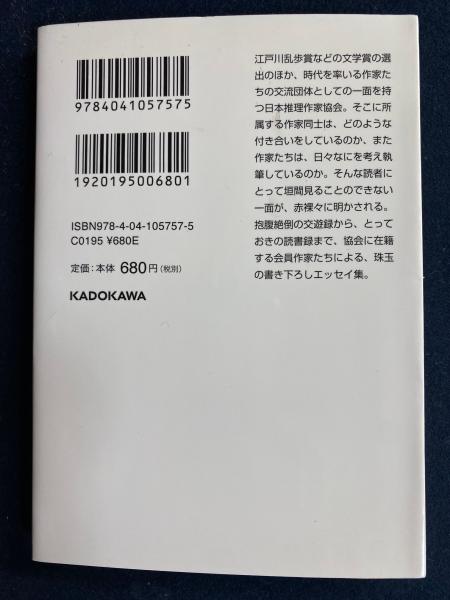 9784041057575
1920195006801
ISBN978-4-04-105757-5
C0195 ¥680E
定価:本体680円(税別)
KADOKAWA
江戸川乱歩賞などの文学賞の選
出のほか、時代を率いる作家た
ちの交流団体としての一面を持
つ日本推理作家協会。そこに所
属する作家同士は、どのような
付き合いをしているのか、また
作家たちは、日々なにを考え執
筆しているのか。そんな読者に
とって垣間見ることのできない
一面が、赤裸々に明かされる。
抱腹絶倒の交遊録から、とって
おきの読書録まで、協会に在籍
する会員作家たちによる、珠玉
の書き下ろしエッセイ集。